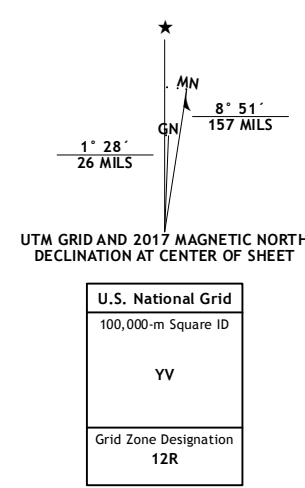 MN
GN
8° 51´
157 MILS
1° 28´
26 MILS
UTM GRID AND 2017 MAGNETIC NORTH
DECLINATION AT CENTER OF SHEET
U.S. National Grid
100,000-m Square ID
YV
Grid Zone Designation
12R